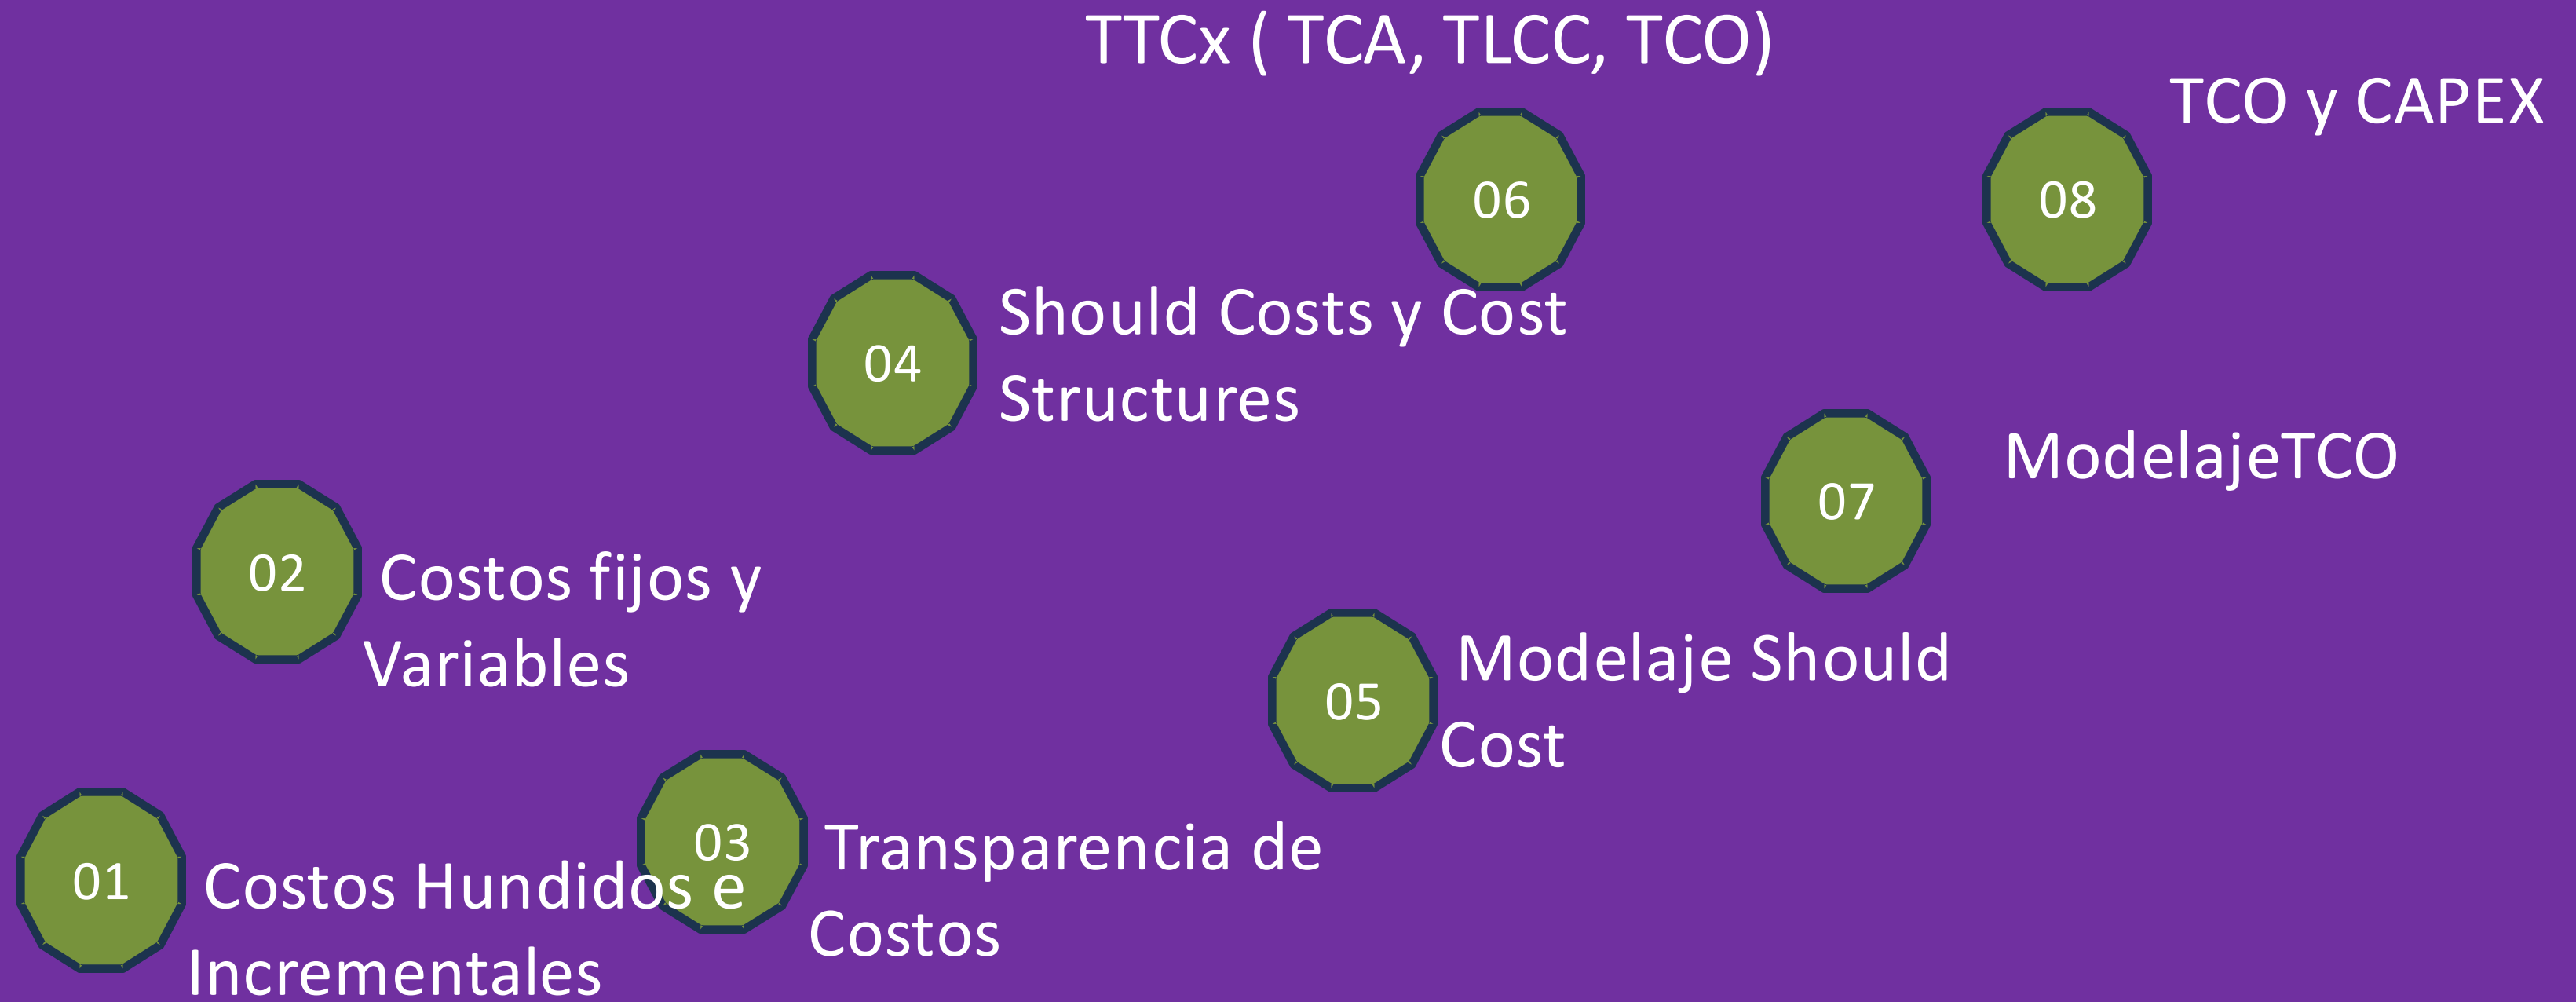 01
Costos Hundidos e
Incrementales
02
Costos fijos y
Variables
03
Transparencia de
Costos
04
Should Costs y Cost
Structures
05
Modelaje Should
Cost
06
TTCx ( TCA, TLCC, TCO)
07
ModelajeTCO
08
TCO y CAPEX